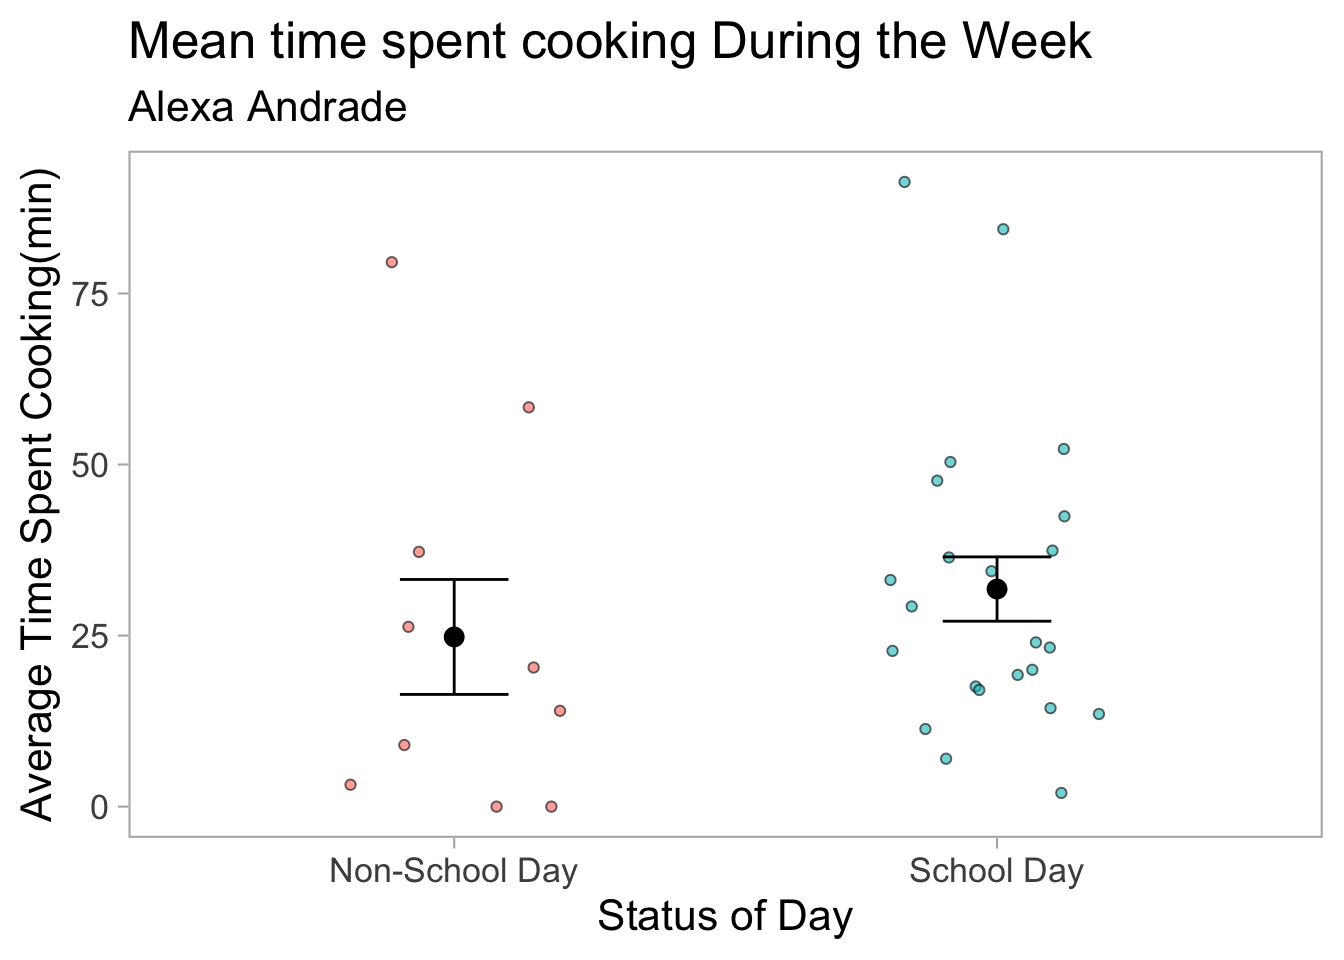 Mean time spent cooking During the Week
Alexa Andrade
Average Time Spent Cooking(min)
75
50
25
0
Non-School Day
School Day
Status of Day